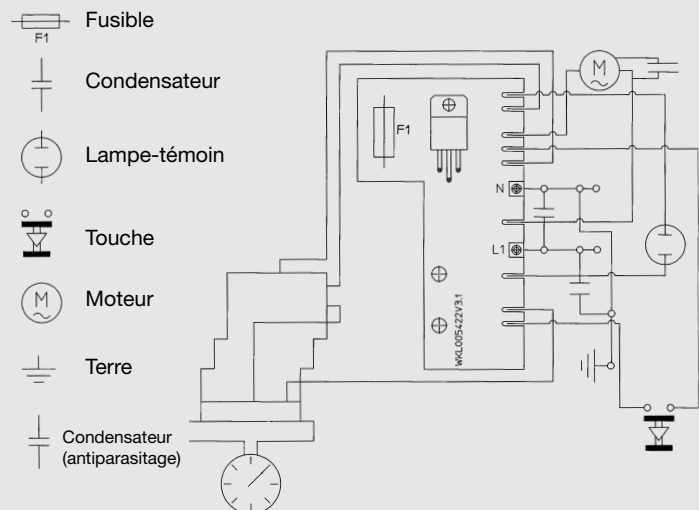 F1
Fusible
Condensateur
Lampe-témoin
Touche
M
Moteur
Terre
Condensateur
(antiparasitage)
F1
M
N
L1
WKL005422V3.1